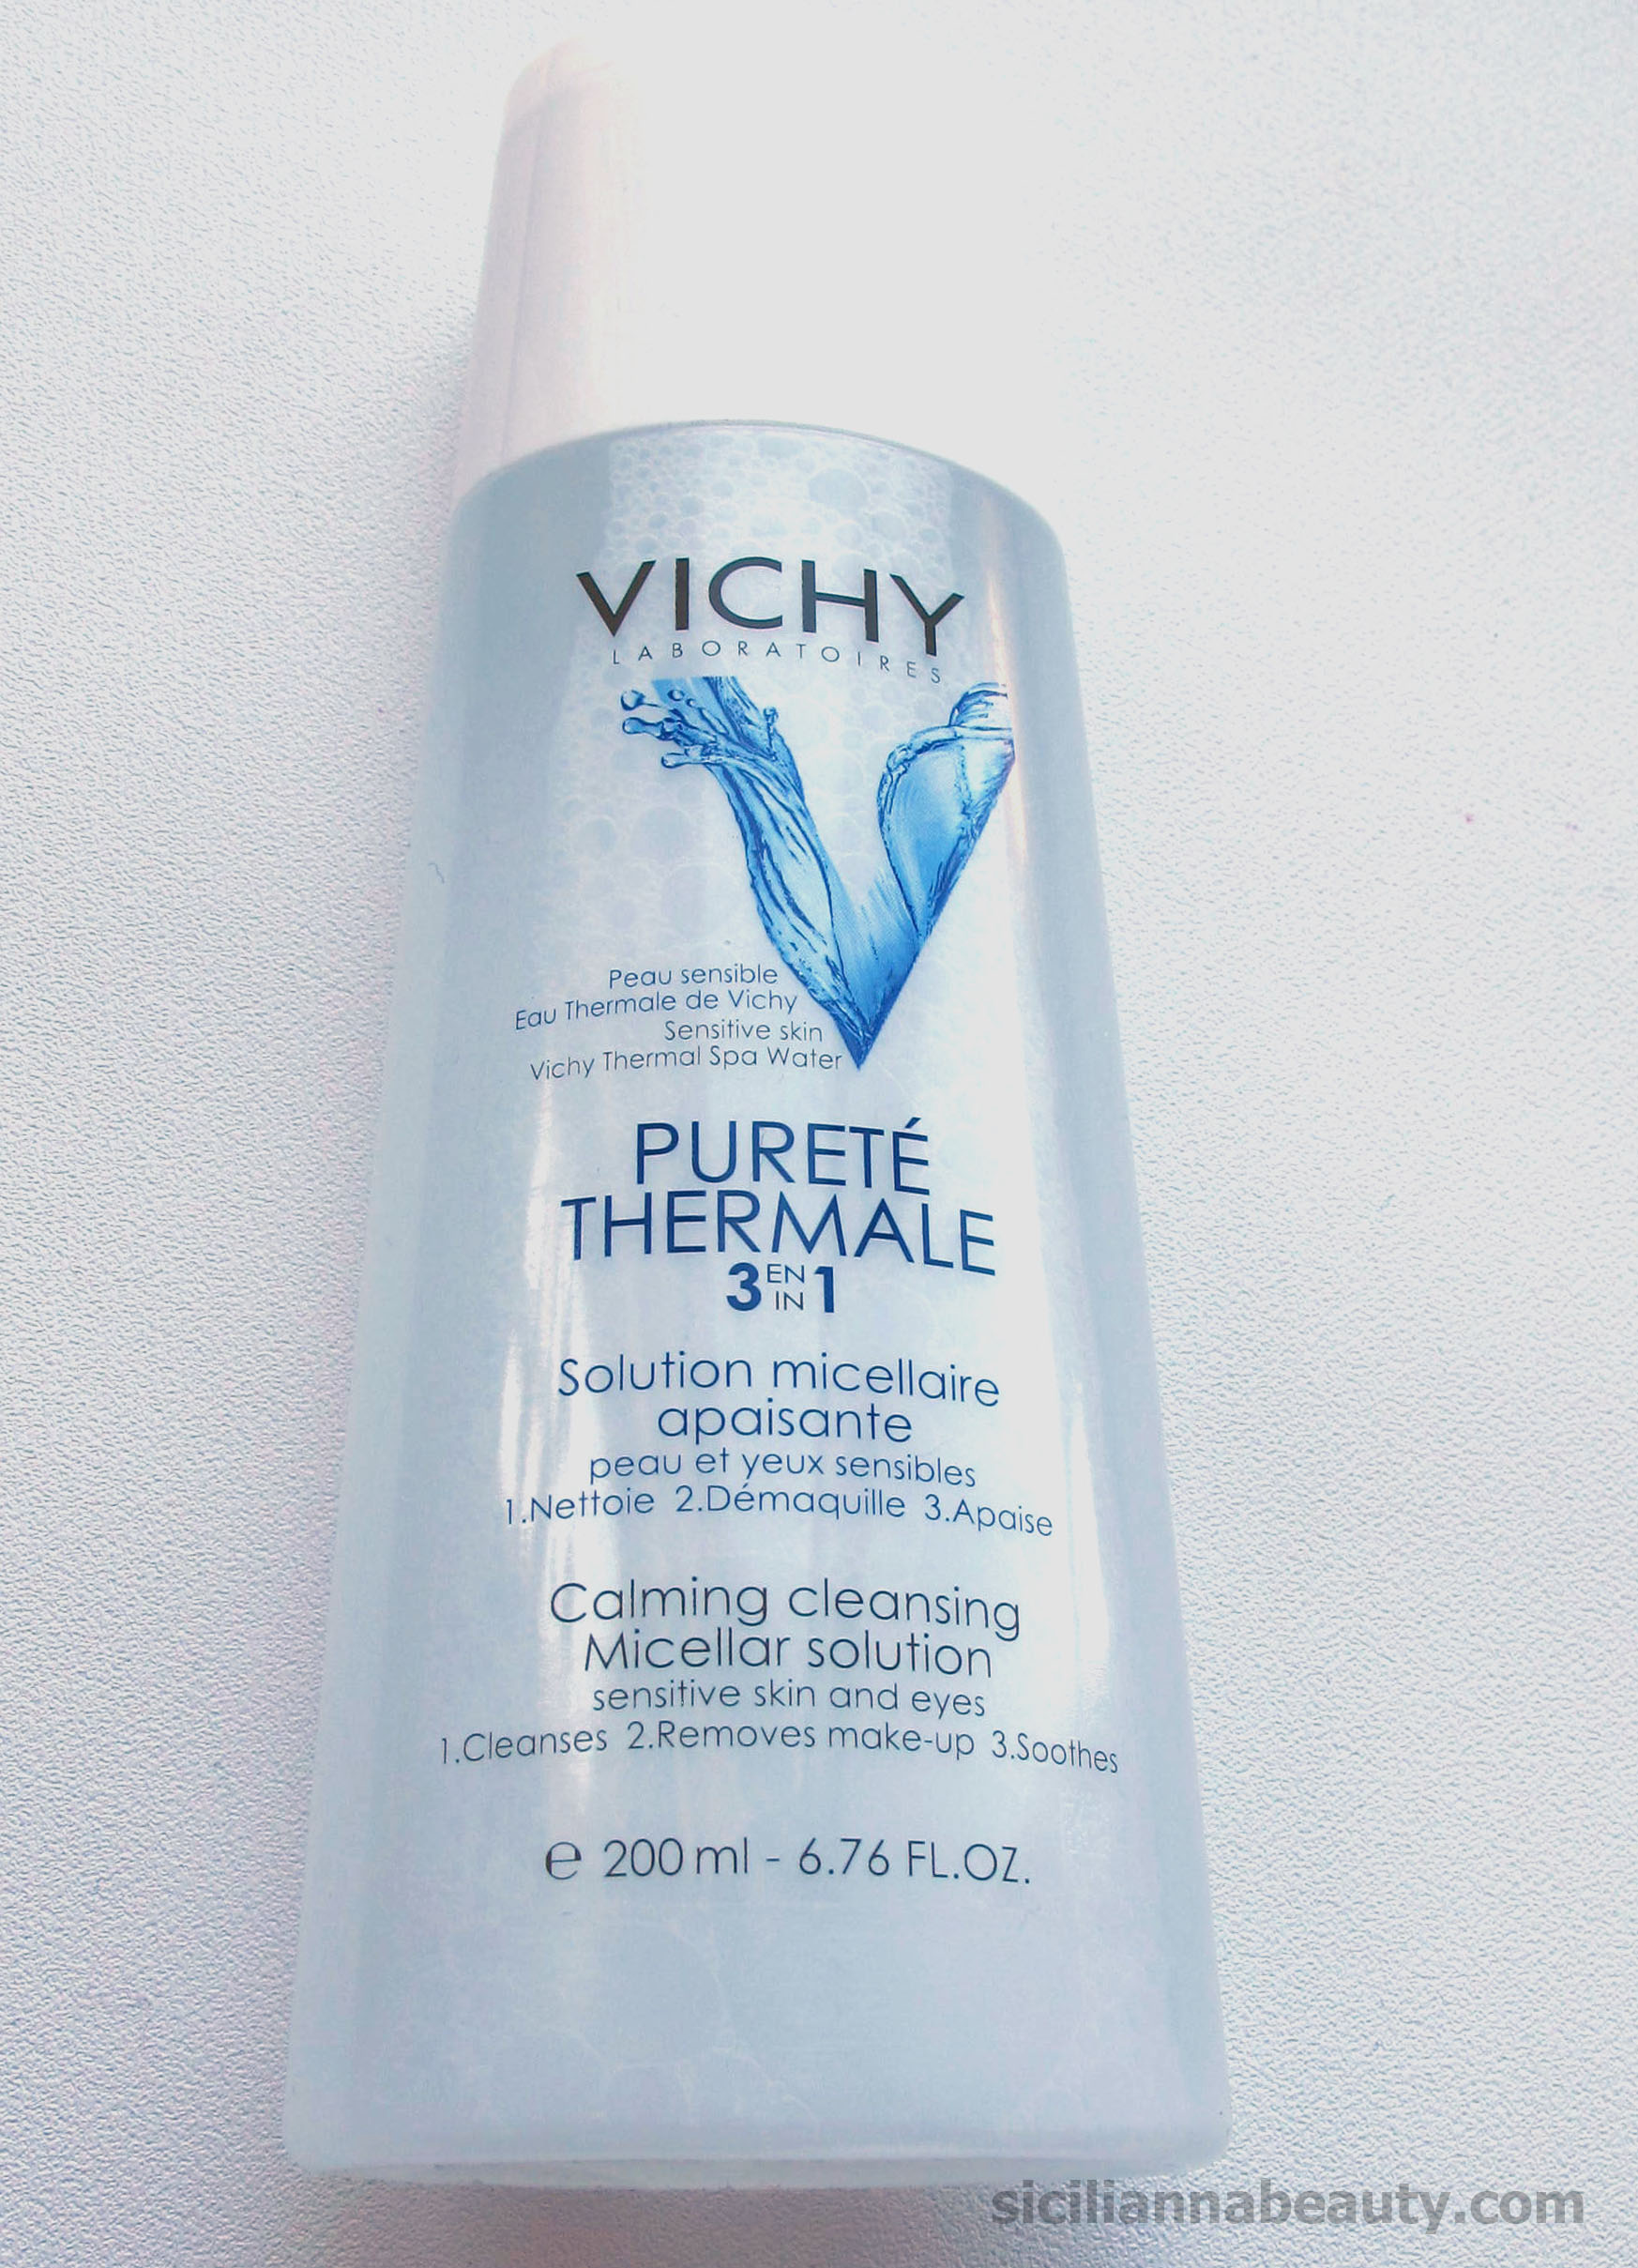 VICHY
LABORATOIRES
Peau sensible
Eau Thermale de Vichy
Sensitive skin
Vichy Thermal Spa Water
PURETÉ
THERMALE
3 EN IN 1
Solution micellaire
apaisante
peau et yeux sensibles
1.Nettoie 2.Démaquille 3.Apaise
Calming cleansing
Micellar solution
sensitive skin and eyes
1.Cleanses 2.Removes make-up 3.Soothes
℮ 200 ml - 6.76 FL.OZ.
siciliannabeauty.com